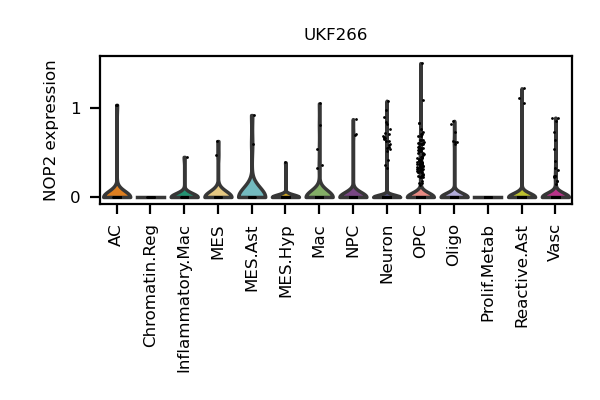 UKF266
NOP2 expression
1
0
AC
Chromatin.Reg
Inflammatory.Mac
MES
MES.Ast
MES.Hyp
Mac
NPC
Neuron
OPC
Oligo
Prolif.Metab
Reactive.Ast
Vasc